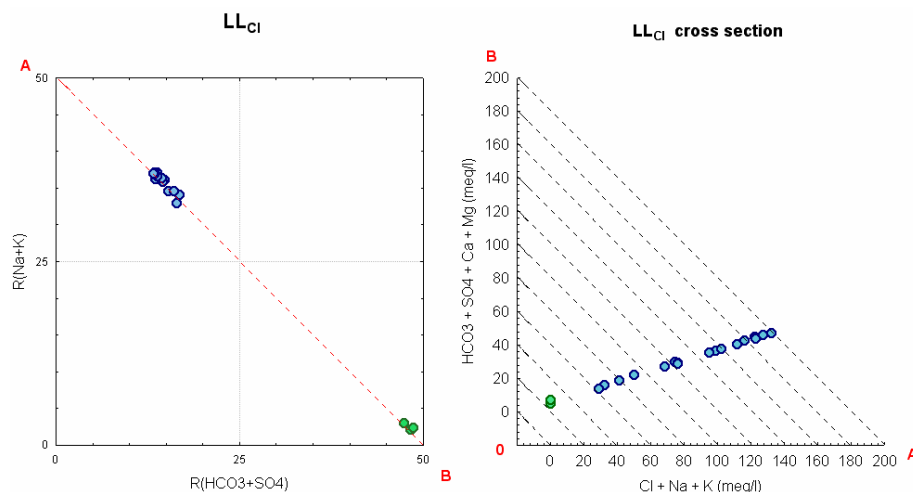 LL_Cl
A
50
25
0
0
25
50
R(Na+K)
R(HCO3+SO4)
B
LL_Cl cross section
B
200
180
160
140
120
100
80
60
40
20
0
HCO3 + SO4 + Ca + Mg (meq/l)
0
0
20
40
60
80
100
120
140
160
180
200
A
Cl + Na + K (meq/l)